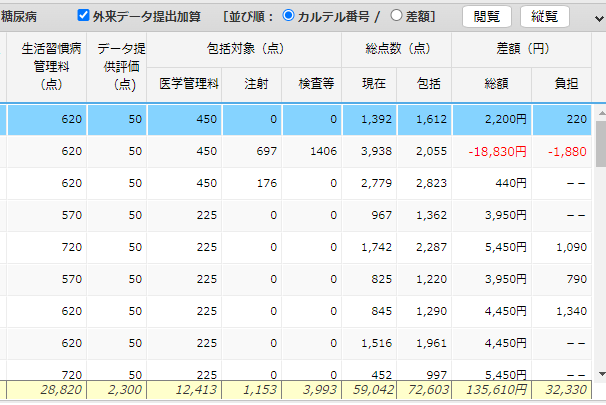 糖尿病 外来データ提出加算 [並び順： カルテル番号 / 差額] 閲覧 縦覧
生活習慣病管理料（点） データ提供評価（点） 包括対象（点） 総点数（点） 差額（円）
医学管理料 注射 検査等 現在 包括 総額 負担
620 50 450 0 0 1,392 1,612 2,200円 220
620 50 450 697 1406 3,938 2,055 -18,830円 -1,880
620 50 450 176 0 2,779 2,823 440円 －－
570 50 225 0 0 967 1,362 3,950円 －－
720 50 225 0 0 1,742 2,287 5,450円 1,090
570 50 225 0 0 825 1,220 3,950円 790
620 50 225 0 0 845 1,290 4,450円 1,340
620 50 225 0 0 1,516 1,961 4,450円 －－
720 50 225 0 0 452 997 5,450円 －－
28,820 2,300 12,413 1,153 3,993 59,042 72,603 135,610円 32,330